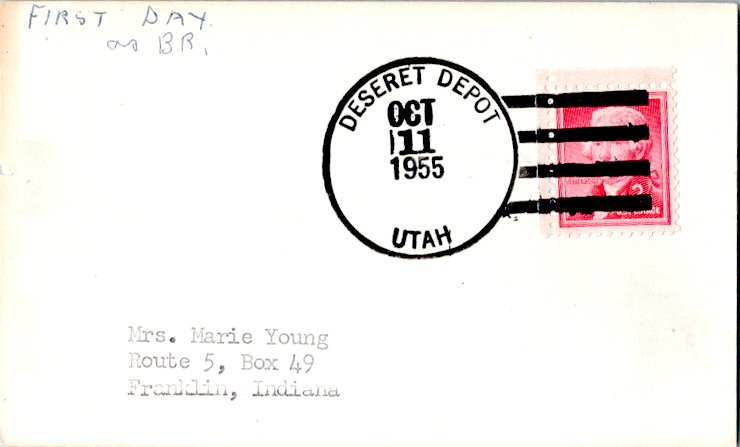 FIRST DAY.
as BR.
DESERET DEPOT
OCT
11
1955
UTAH
Mrs. Marie Young
Route 5, Box 49
Franklin, Indiana